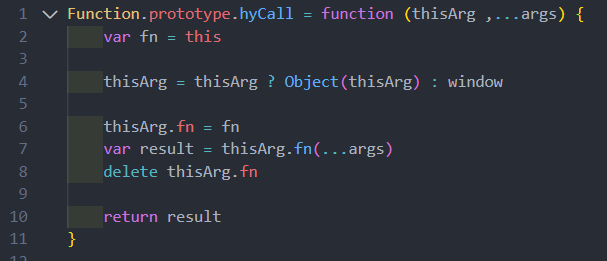 1 Function.prototype.hyCall = function (thisArg ,...args) {
2 var fn = this
3
4 thisArg = thisArg ? Object(thisArg) : window
5
6 thisArg.fn = fn
7 var result = thisArg.fn(...args)
8 delete thisArg.fn
9
10 return result
11 }
12